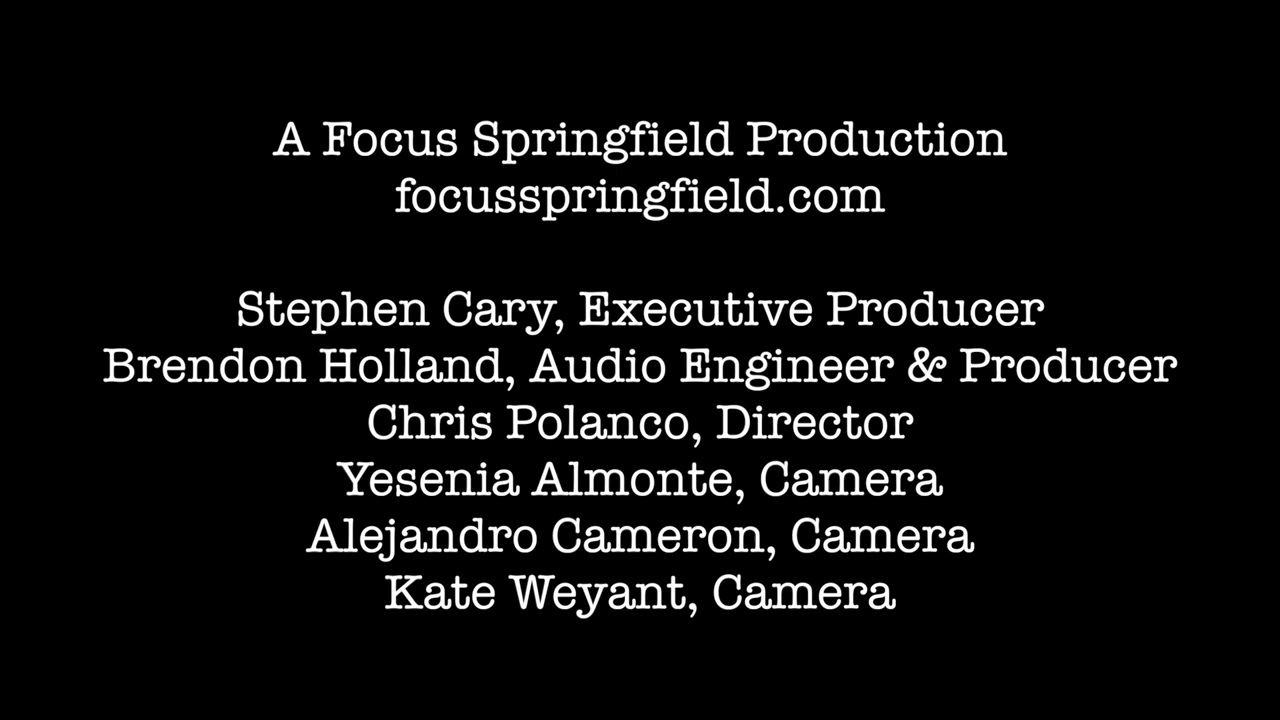 A Focus Springfield Production
focusspringfield.com
Stephen Cary, Executive Producer
Brendon Holland, Audio Engineer & Producer
Chris Polanco, Director
Yesenia Almonte, Camera
Alejandro Cameron, Camera
Kate Weyant, Camera